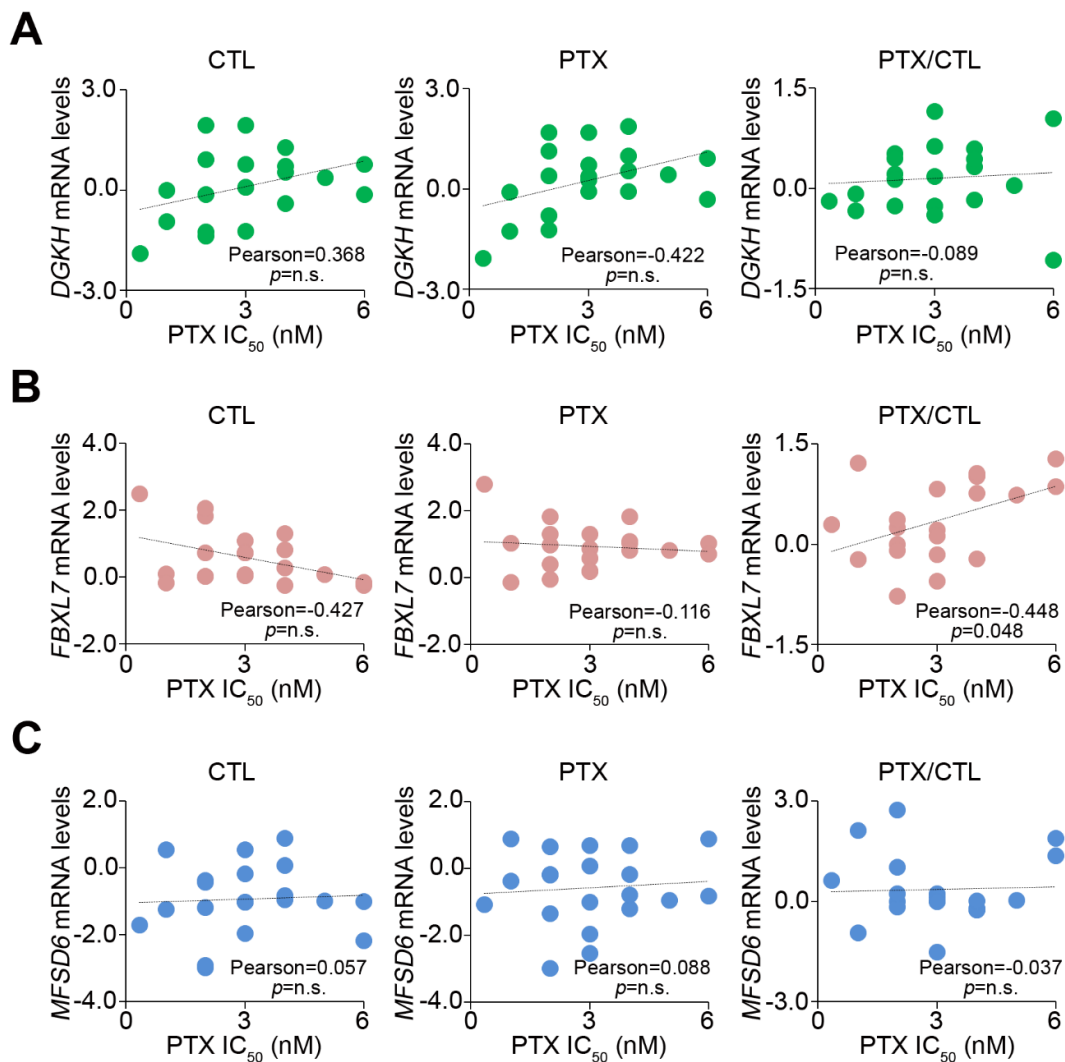 A
CTL
PTX
PTX/CTL
DGKH mRNA levels
3.0
0.0
-3.0
Pearson=0.368
p=n.s.
0
3
6
PTX IC50 (nM)
DGKH mRNA levels
3.0
0.0
-3.0
Pearson=-0.422
p=n.s.
0
3
6
PTX IC50 (nM)
DGKH mRNA levels
1.5
0.0
-1.5
Pearson=-0.089
p=n.s.
0
3
6
PTX IC50 (nM)
B
CTL
PTX
PTX/CTL
FBXL7 mRNA levels
4.0
2.0
0.0
-2.0
Pearson=-0.427
p=n.s.
0
3
6
PTX IC50 (nM)
FBXL7 mRNA levels
4.0
2.0
0.0
-2.0
Pearson=-0.116
p=n.s.
0
3
6
PTX IC50 (nM)
FBXL7 mRNA levels
1.5
0.0
-1.5
Pearson=-0.448
p=0.048
0
3
6
PTX IC50 (nM)
C
CTL
PTX
PTX/CTL
MFSD6 mRNA levels
2.0
0.0
-2.0
-4.0
Pearson=0.057
p=n.s.
0
3
6
PTX IC50 (nM)
MFSD6 mRNA levels
2.0
0.0
-2.0
-4.0
Pearson=0.088
p=n.s.
0
3
6
PTX IC50 (nM)
MFSD6 mRNA levels
3.0
0.0
-3.0
Pearson=-0.037
p=n.s.
0
3
6
PTX IC50 (nM)